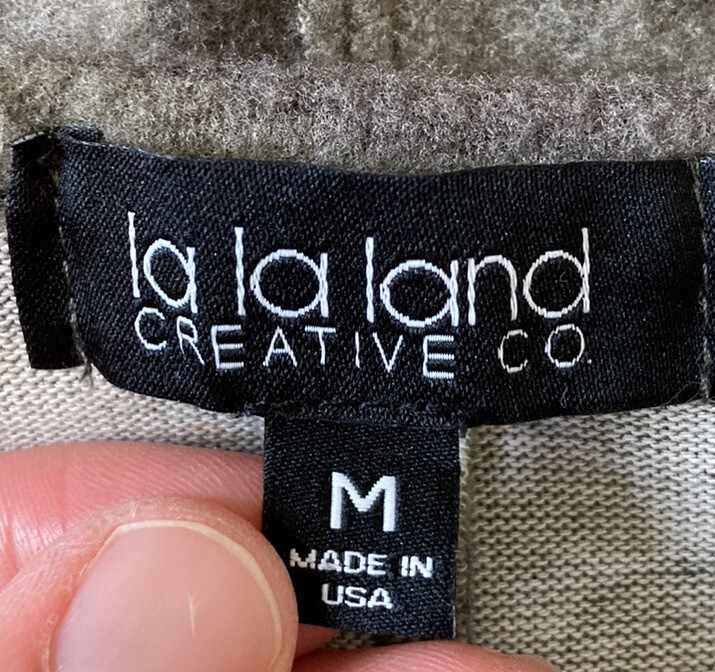 la la land
CREATIVE CO.
M
MADE IN
USA